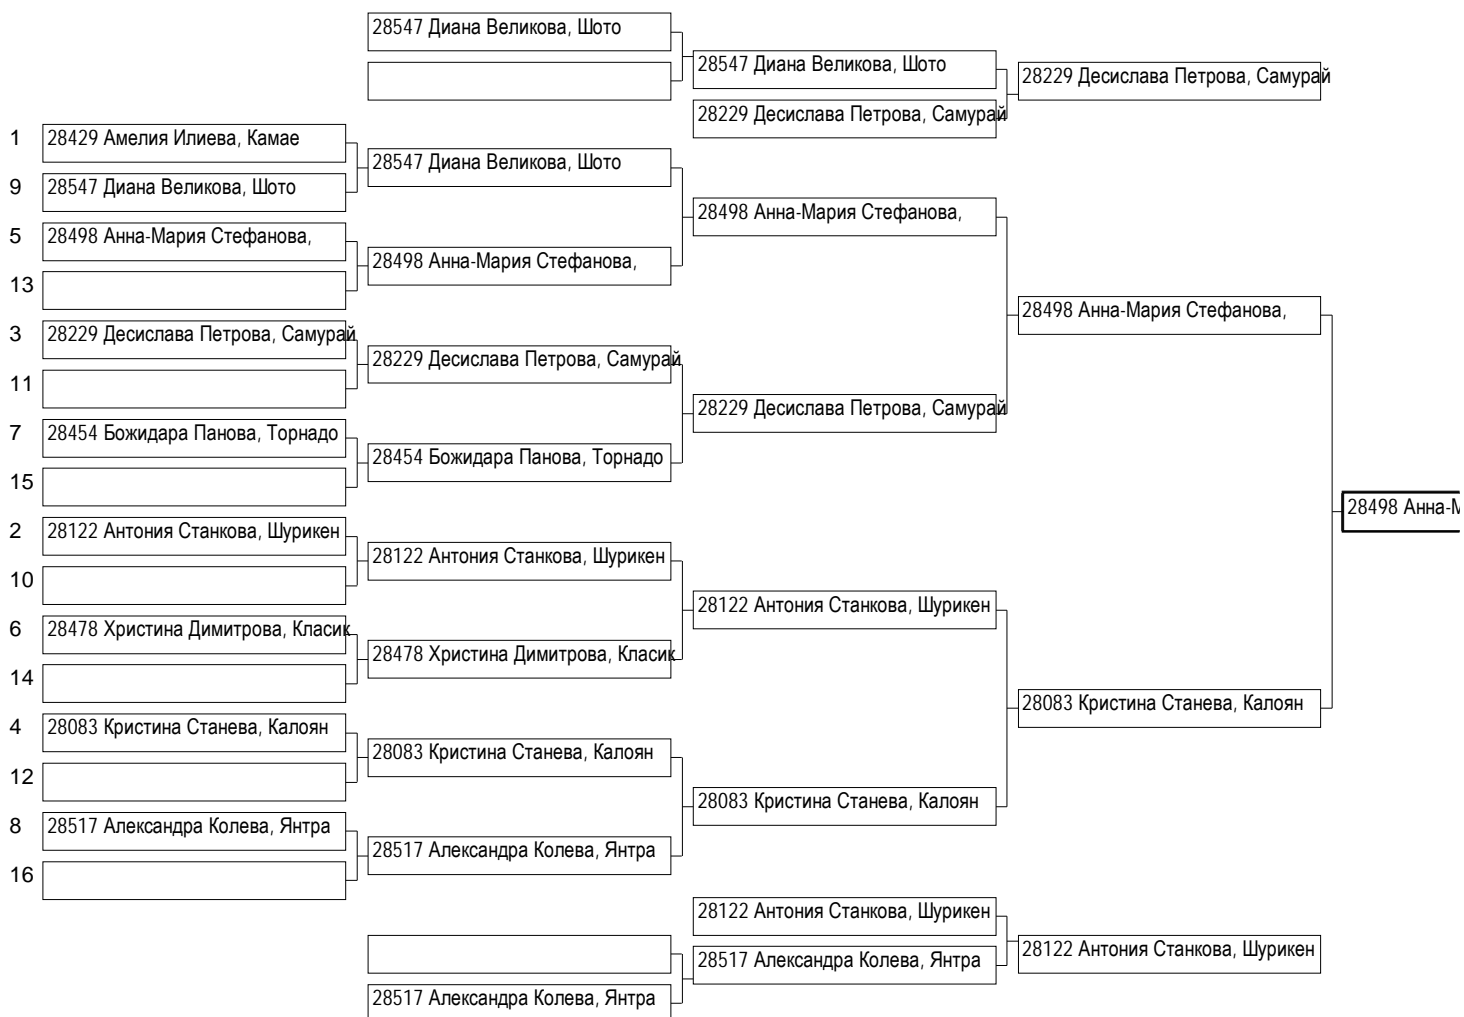 28547 Диана Великова, Шото
28547 Диана Великова, Шото
28229 Десислава Петрова, Самурай
28229 Десислава Петрова, Самурай
1 28429 Амелия Илиева, Камае
28547 Диана Великова, Шото
9 28547 Диана Великова, Шото
28498 Анна-Мария Стефанова,
5 28498 Анна-Мария Стефанова,
28498 Анна-Мария Стефанова,
13
28498 Анна-Мария Стефанова,
3 28229 Десислава Петрова, Самурай
28229 Десислава Петрова, Самурай
11
28229 Десислава Петрова, Самурай
7 28454 Божидара Панова, Торнадо
28454 Божидара Панова, Торнадо
15
28498 Анна-М
2 28122 Антония Станкова, Шурикен
28122 Антония Станкова, Шурикен
10
28122 Антония Станкова, Шурикен
6 28478 Христина Димитрова, Класик
28478 Христина Димитрова, Класик
14
28083 Кристина Станева, Калоян
4 28083 Кристина Станева, Калоян
28083 Кристина Станева, Калоян
12
28083 Кристина Станева, Калоян
8 28517 Александра Колева, Янтра
28517 Александра Колева, Янтра
16
28122 Антония Станкова, Шурикен
28122 Антония Станкова, Шурикен
28517 Александра Колева, Янтра
28517 Александра Колева, Янтра